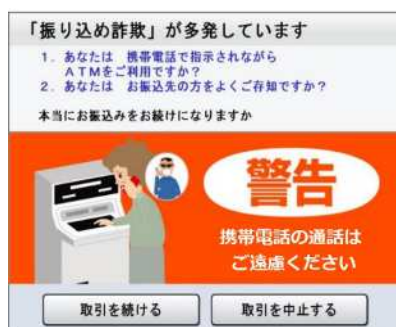 「振り込め詐欺」が多発しています
1．あなたは 携帯電話で指示されながら
ATMをご利用ですか？
2．あなたは お振込先の方をよくご存知ですか？
本当にお振込みをお続けになりますか
警告
携帯電話の通話は
ご遠慮ください
取引を続ける
取引を中止する